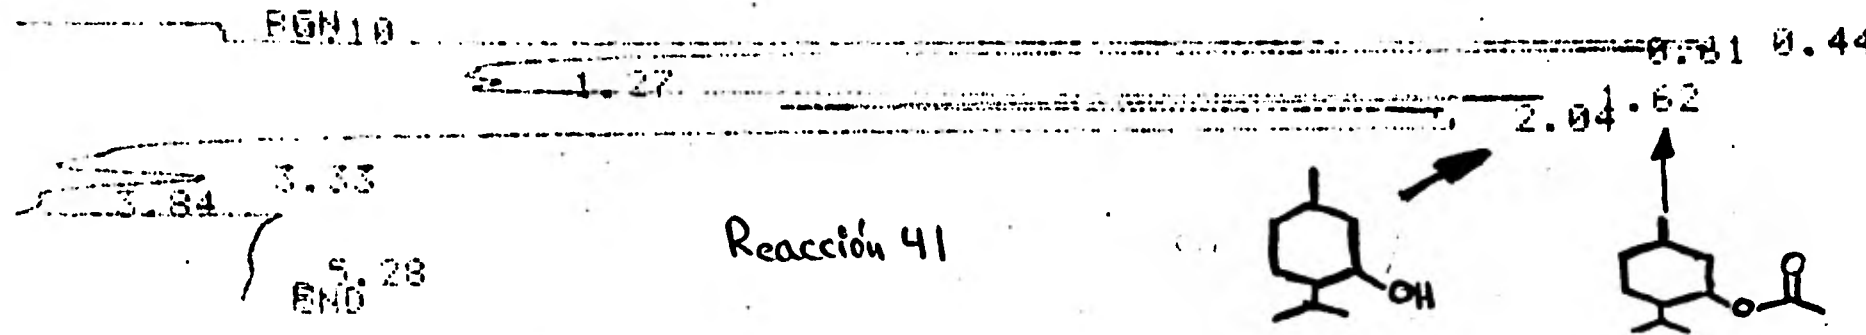 BGN10
0.81 0.44
1.27
1.62
2.04
3.33
3.84
Reacción 41
5.28
END
OH
O
O